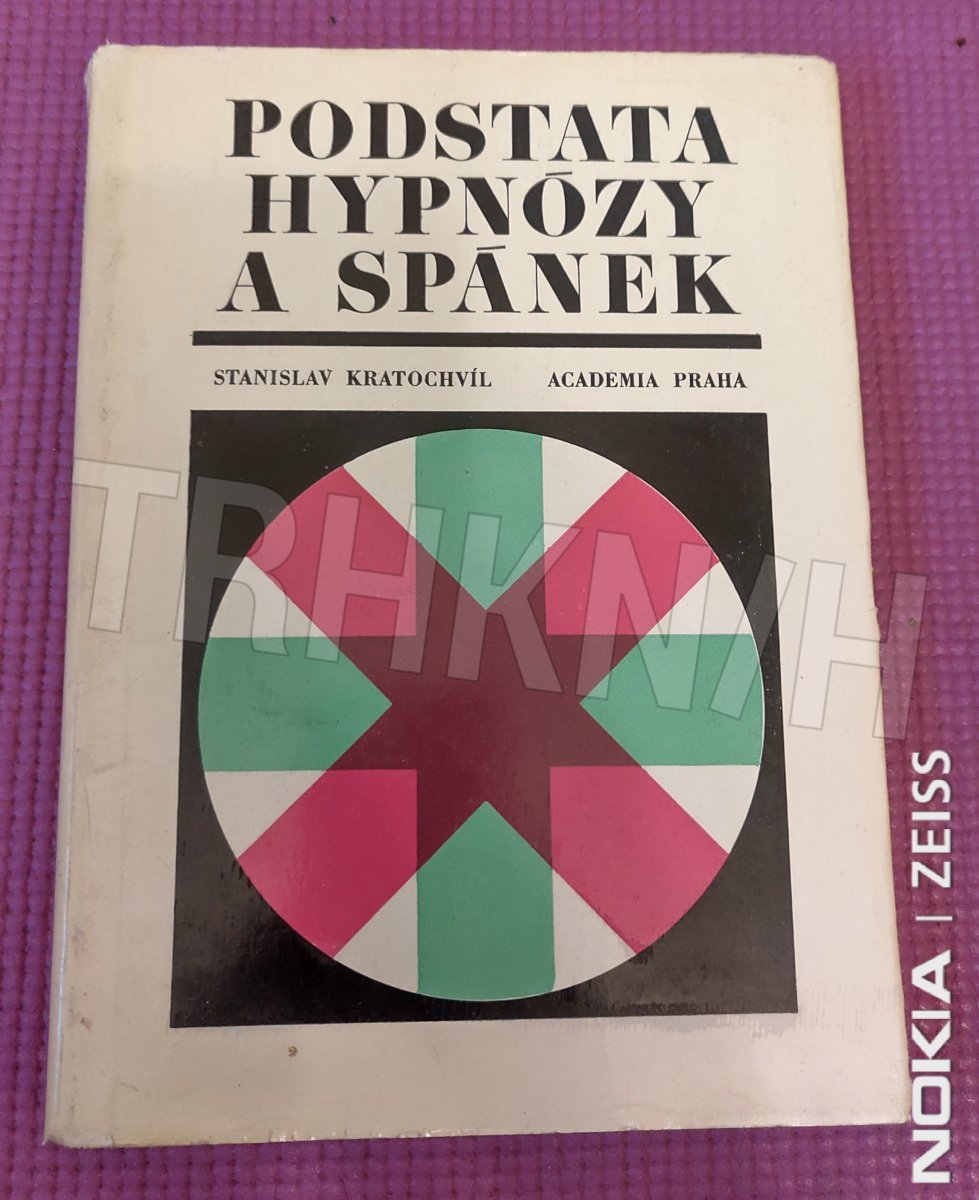 PODSTATA
HYPNÓZY
A SPÁNEK
STANISLAV KRATOCHVÍL ACADEMIA PRAHA
TRHKNIH
NOKIA | ZEISS